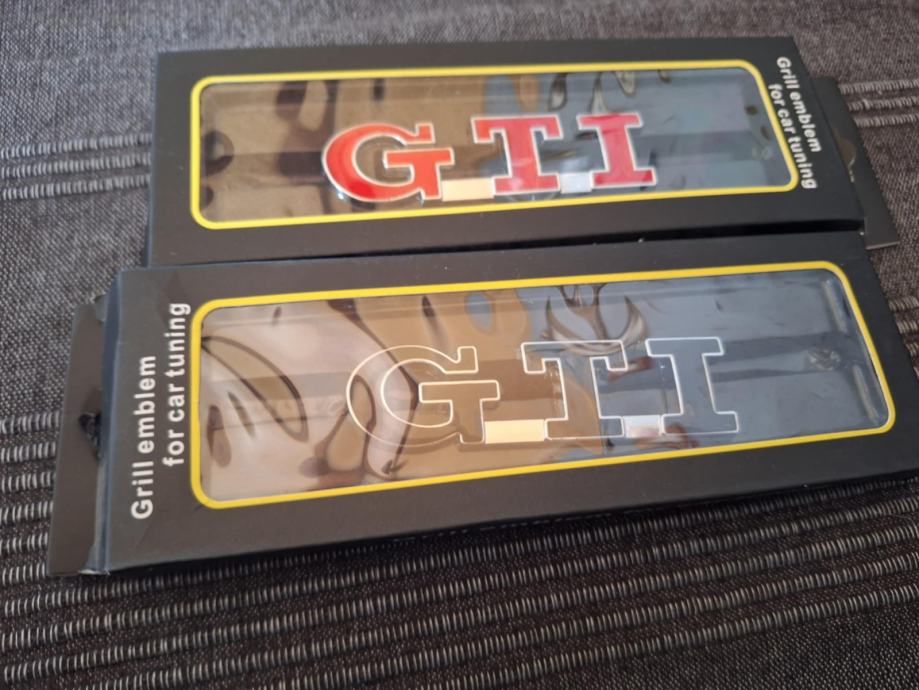 Grill emblem
for car tuning
GTI
Grill emblem
for car tuning
GTI